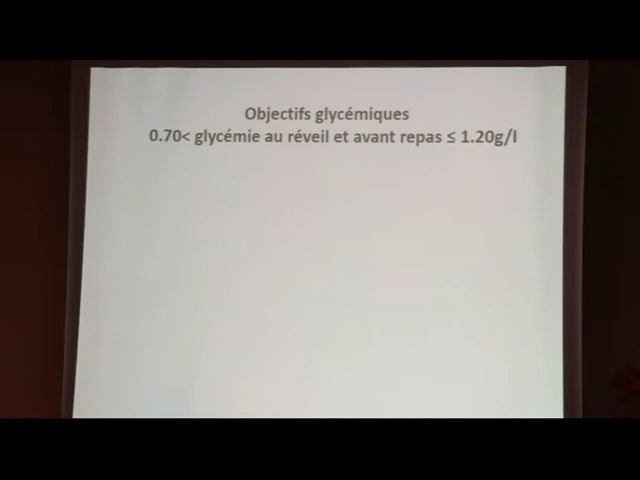 Objectifs glycémiques
0.70< glycémie au réveil et avant repas ≤ 1.20g/l